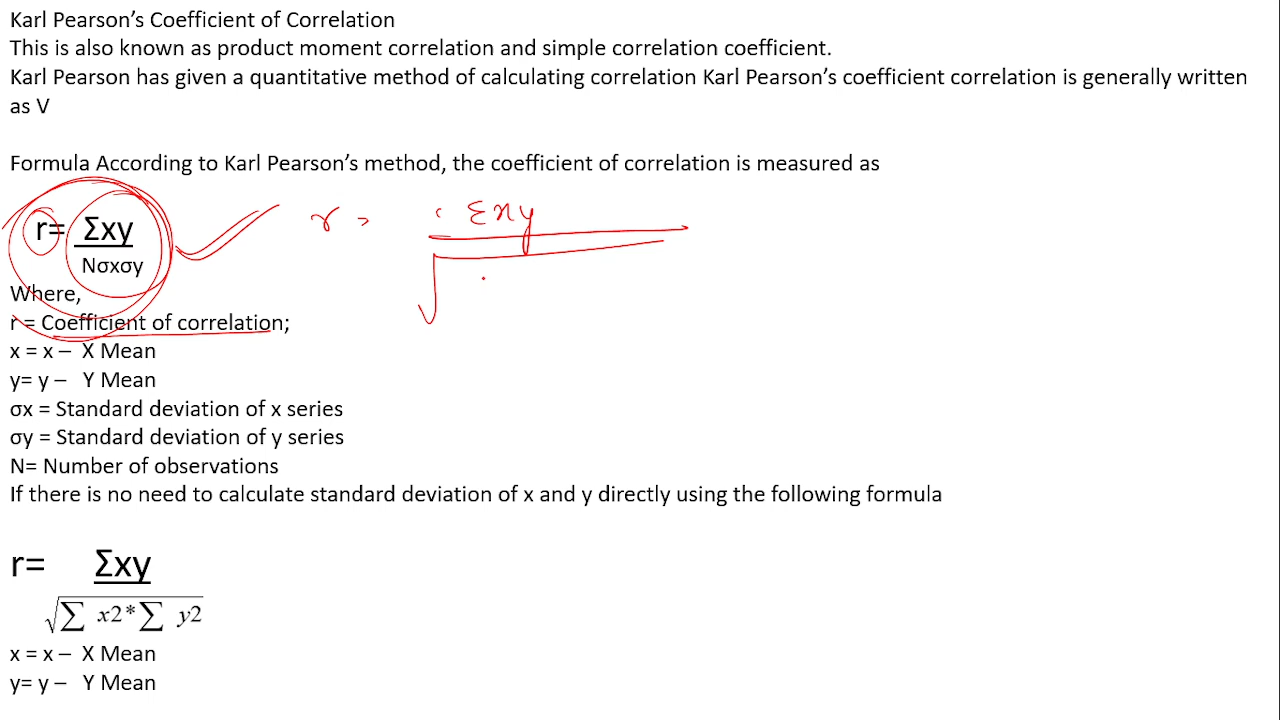 Karl Pearson’s Coefficient of Correlation
This is also known as product moment correlation and simple correlation coefficient.
Karl Pearson has given a quantitative method of calculating correlation Karl Pearson’s coefficient correlation is generally written
as V
Formula According to Karl Pearson’s method, the coefficient of correlation is measured as
r= Σxy
Nσxσy
r = Σxy
√
Where,
r = Coefficient of correlation;
x = x – X Mean
y= y – Y Mean
σx = Standard deviation of x series
σy = Standard deviation of y series
N= Number of observations
If there is no need to calculate standard deviation of x and y directly using the following formula
r= Σxy
√∑ x2*∑ y2
x = x – X Mean
y= y – Y Mean